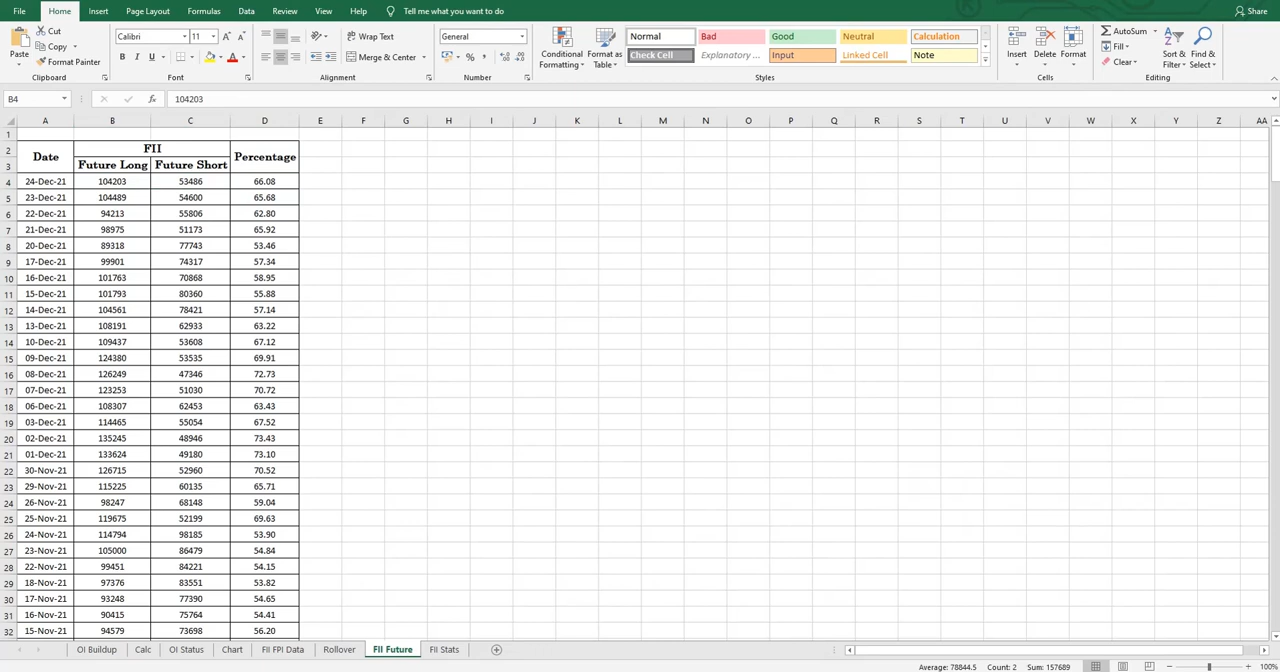 File Home Insert Page Layout Formulas Data Review View Help Tell me what you want to do Share
Paste Cut Copy Format Painter Clipboard
Calibri 11 A A B I U A Font
Wrap Text Merge & Center Alignment
General % , Number
Conditional Formatting Format as Table Normal Bad Good Neutral Calculation
Check Cell Explanatory ... Input Linked Cell Note Styles
Insert Delete Format Cells
AutoSum Fill Clear Sort & Filter Find & Select Editing
B4 fx 104203
A B C D E F G H I J K L M N O P Q R S T U V W X Y Z AA
1
2 Date FII Percentage
3 Future Long Future Short
4 24-Dec-21 104203 53486 66.08
5 23-Dec-21 104489 54600 65.68
6 22-Dec-21 94213 55806 62.80
7 21-Dec-21 98975 51173 65.92
8 20-Dec-21 89318 77743 53.46
9 17-Dec-21 99901 74317 57.34
10 16-Dec-21 101763 70868 58.95
11 15-Dec-21 101793 80360 55.88
12 14-Dec-21 104561 78421 57.14
13 13-Dec-21 108191 62933 63.22
14 10-Dec-21 109437 53608 67.12
15 09-Dec-21 124380 53535 69.91
16 08-Dec-21 126249 47346 72.73
17 07-Dec-21 123253 51030 70.72
18 06-Dec-21 108307 62453 63.43
19 03-Dec-21 114465 55054 67.52
20 02-Dec-21 135245 48946 73.43
21 01-Dec-21 133624 49180 73.10
22 30-Nov-21 126715 52960 70.52
23 29-Nov-21 115225 60135 65.71
24 26-Nov-21 98247 68148 59.04
25 25-Nov-21 119675 52199 69.63
26 24-Nov-21 114794 98185 53.90
27 23-Nov-21 105000 86479 54.84
28 22-Nov-21 99451 84221 54.15
29 18-Nov-21 97376 83551 53.82
30 17-Nov-21 93248 77390 54.65
31 16-Nov-21 90415 75764 54.41
32 15-Nov-21 94579 73698 56.20
OI Buildup Calc OI Status Chart FII FPI Data Rollover FII Future FII Stats
Average: 78844.5 Count: 2 Sum: 157689 100%